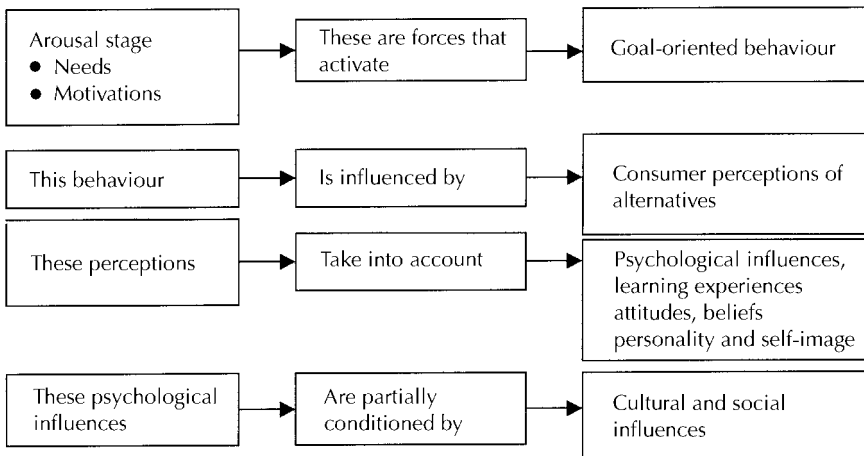 Arousal stage
● Needs
● Motivations
These are forces that
activate
Goal-oriented behaviour
This behaviour
Is influenced by
Consumer perceptions of
alternatives
These perceptions
Take into account
Psychological influences,
learning experiences
attitudes, beliefs
personality and self-image
These psychological
influences
Are partially
conditioned by
Cultural and social
influences